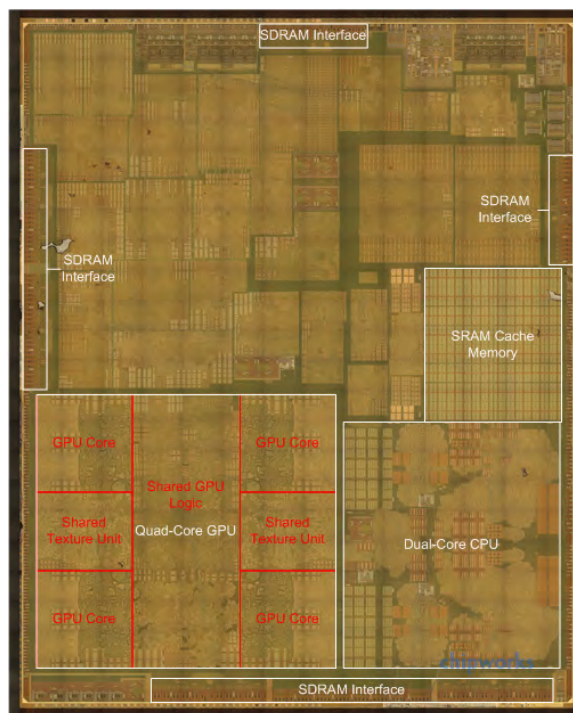 SDRAM Interface
SDRAM
Interface
SDRAM
Interface
SRAM Cache
Memory
GPU Core
GPU Core
Shared GPU
Logic
Quad-Core GPU
Shared
Texture Unit
Shared
Texture Unit
Dual-Core CPU
GPU Core
GPU Core
chipworks
SDRAM Interface